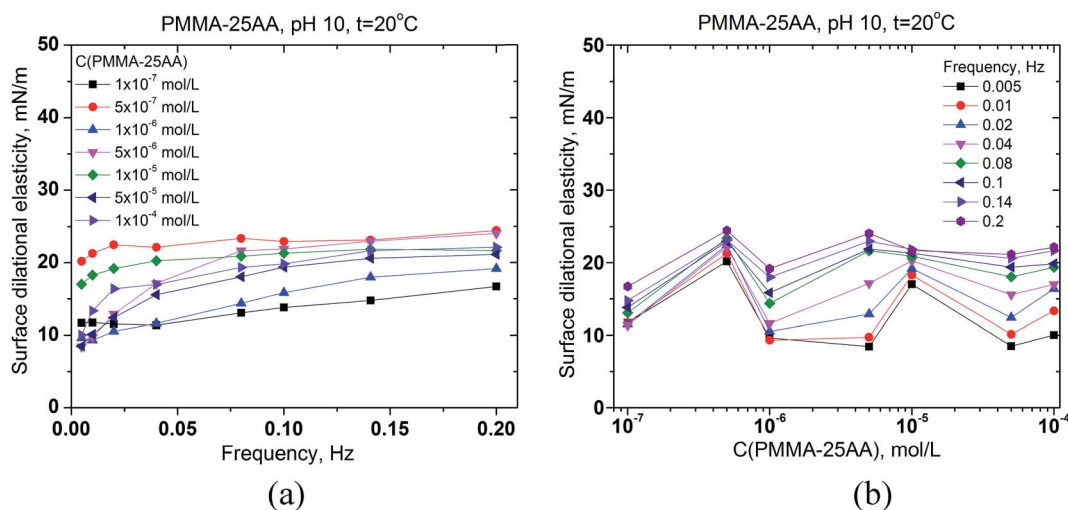 PMMA-25AA, pH 10, t=20°C
50
40
30
20
10
0
Surface dilational elasticity, mN/m
C(PMMA-25AA)
1x10⁻⁷ mol/L
5x10⁻⁷ mol/L
1x10⁻⁶ mol/L
5x10⁻⁶ mol/L
1x10⁻⁵ mol/L
5x10⁻⁵ mol/L
1x10⁻⁴ mol/L
0.00 0.05 0.10 0.15 0.20
Frequency, Hz
(a)
PMMA-25AA, pH 10, t=20°C
50
40
30
20
10
0
Surface dilational elasticity, mN/m
Frequency, Hz
0.005
0.01
0.02
0.04
0.08
0.1
0.14
0.2
10⁻⁷ 10⁻⁶ 10⁻⁵ 10⁻⁴
C(PMMA-25AA), mol/L
(b)